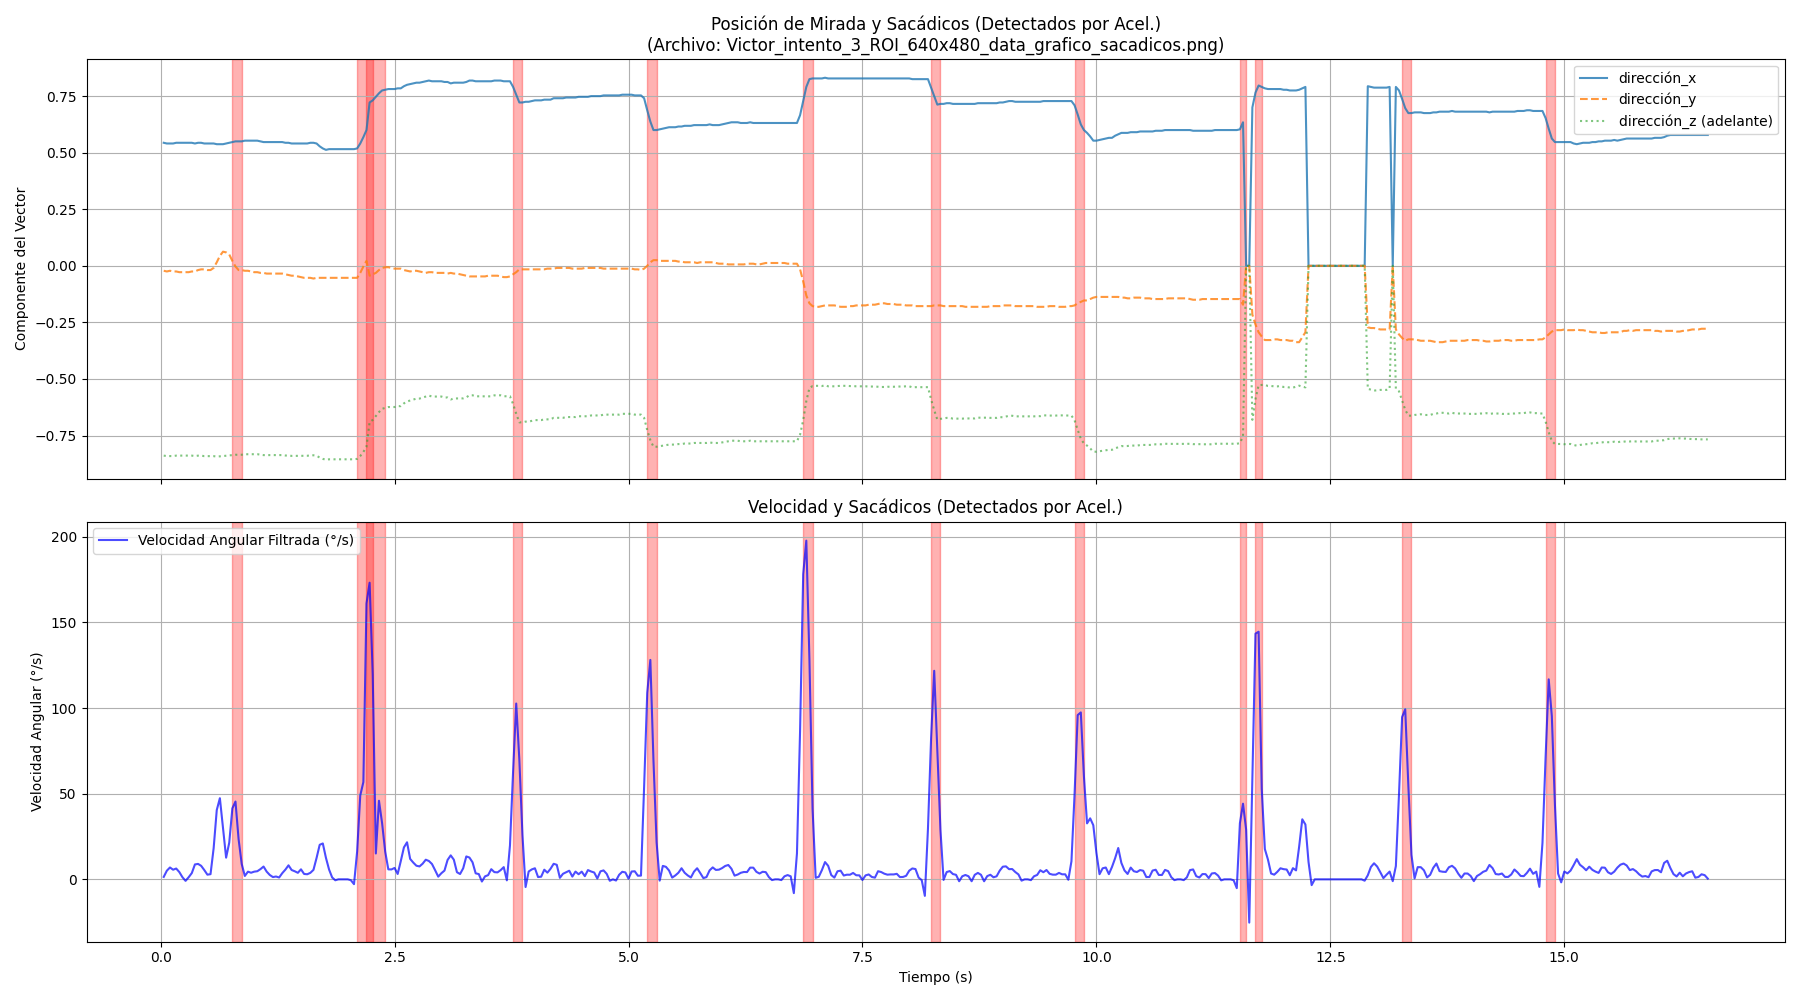 Posición de Mirada y Sacádicos (Detectados por Acel.)
(Archivo: Victor_intento_3_ROI_640x480_data_grafico_sacadicos.png)
Componente del Vector
0.75
0.50
0.25
0.00
−0.25
−0.50
−0.75
dirección_x
dirección_y
dirección_z (adelante)
Velocidad y Sacádicos (Detectados por Acel.)
Velocidad Angular (°/s)
200
150
100
50
0
Velocidad Angular Filtrada (°/s)
0.0 2.5 5.0 7.5 10.0 12.5 15.0
Tiempo (s)